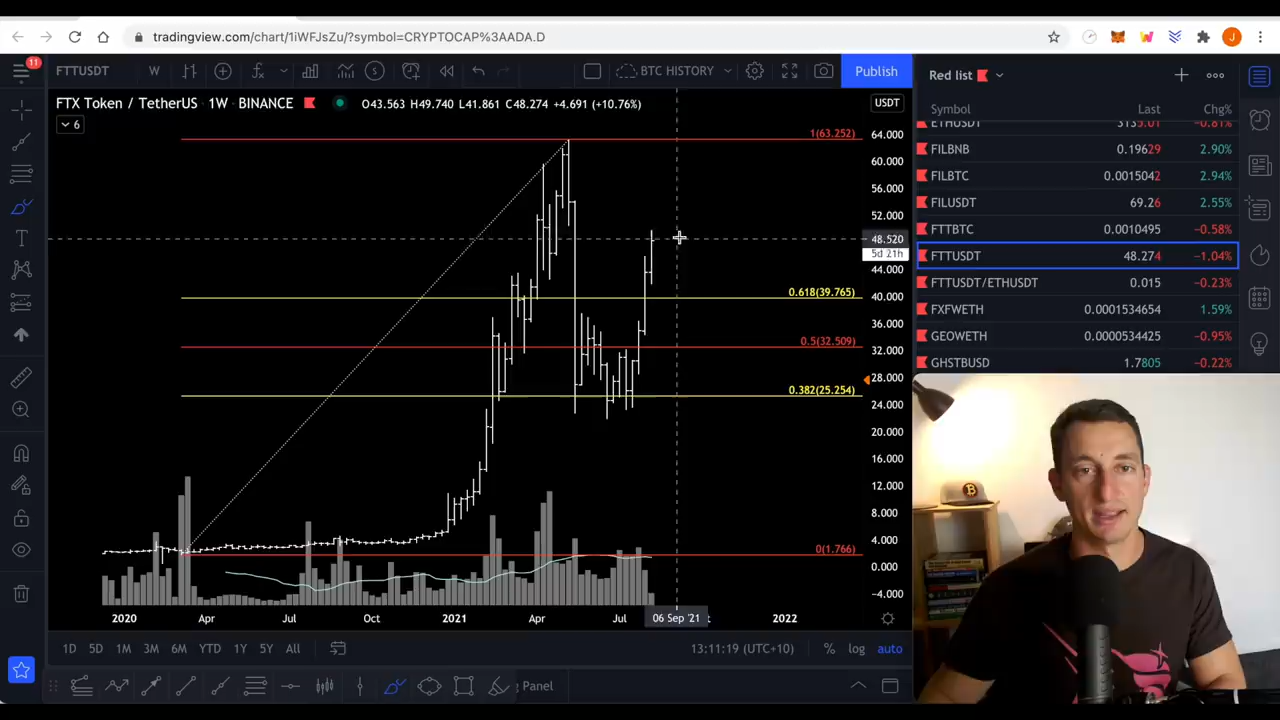 tradingview.com/chart/1iWFJsZu/?symbol=CRYPTOCAP%3AADA.D
J
11
FTTUSDT W BTC HISTORY Publish
Red list
FTX Token / TetherUS 1W BINANCE O43.563 H49.740 L41.861 C48.274 +4.691 (+10.76%)
USDT
6
Symbol Last Chg%
ETHUSDT 3135.01 −0.81%
FILBNB 0.19629 2.90%
FILBTC 0.0015042 2.94%
FILUSDT 69.26 2.55%
FTTBTC 0.0010495 −0.58%
FTTUSDT 48.274 −1.04%
FTTUSDT/ETHUSDT 0.015 −0.23%
FXFWETH 0.0001534654 1.59%
GEOWETH 0.0000534425 −0.95%
GHSTBUSD 1.7805 −0.22%
1(63.252)
0.618(39.765)
0.5(32.509)
0.382(25.254)
0(1.766)
64.000
60.000
56.000
52.000
48.520
5d 21h
44.000
40.000
36.000
32.000
28.000
24.000
20.000
16.000
12.000
8.000
4.000
0.000
−4.000
2020 Apr Jul Oct 2021 Apr Jul 06 Sep '21 2022
1D 5D 1M 3M 6M YTD 1Y 5Y All 13:11:19 (UTC+10) % log auto
Panel